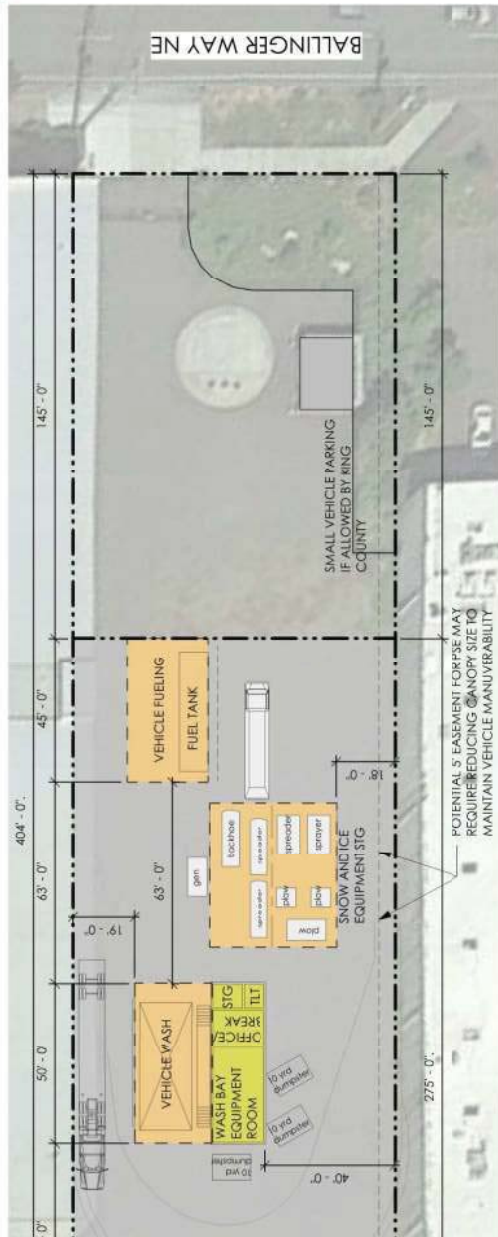 BALLINGER WAY NE
145' - 0"
145' - 0"
SMALL VEHICLE PARKING
IF ALLOWED BY KING
COUNTY
404' - 0".
45' - 0"
VEHICLE FUELING
FUEL TANK
18' - 0"
POTENTIAL 5' EASEMENT FOR PSE MAY
REQUIRE REDUCING CANOPY SIZE TO
MAINTAIN VEHICLE MANUVERABILITY
63' - 0"
63' - 0"
19' - 0"
gen
backhoe
spreader
sprayer
plow
plow
plow
SNOW AND ICE
EQUIPMENT STG
50' - 0
VEHICLE WASH
STG
TLT
OFFICE/
BREAK
WASH BAY
EQUIPMENT
ROOM
10 yrd
dumpster
10 yrd
dumpster
10 yrd
dumpster
40' - 0"
275' - 0".
0"